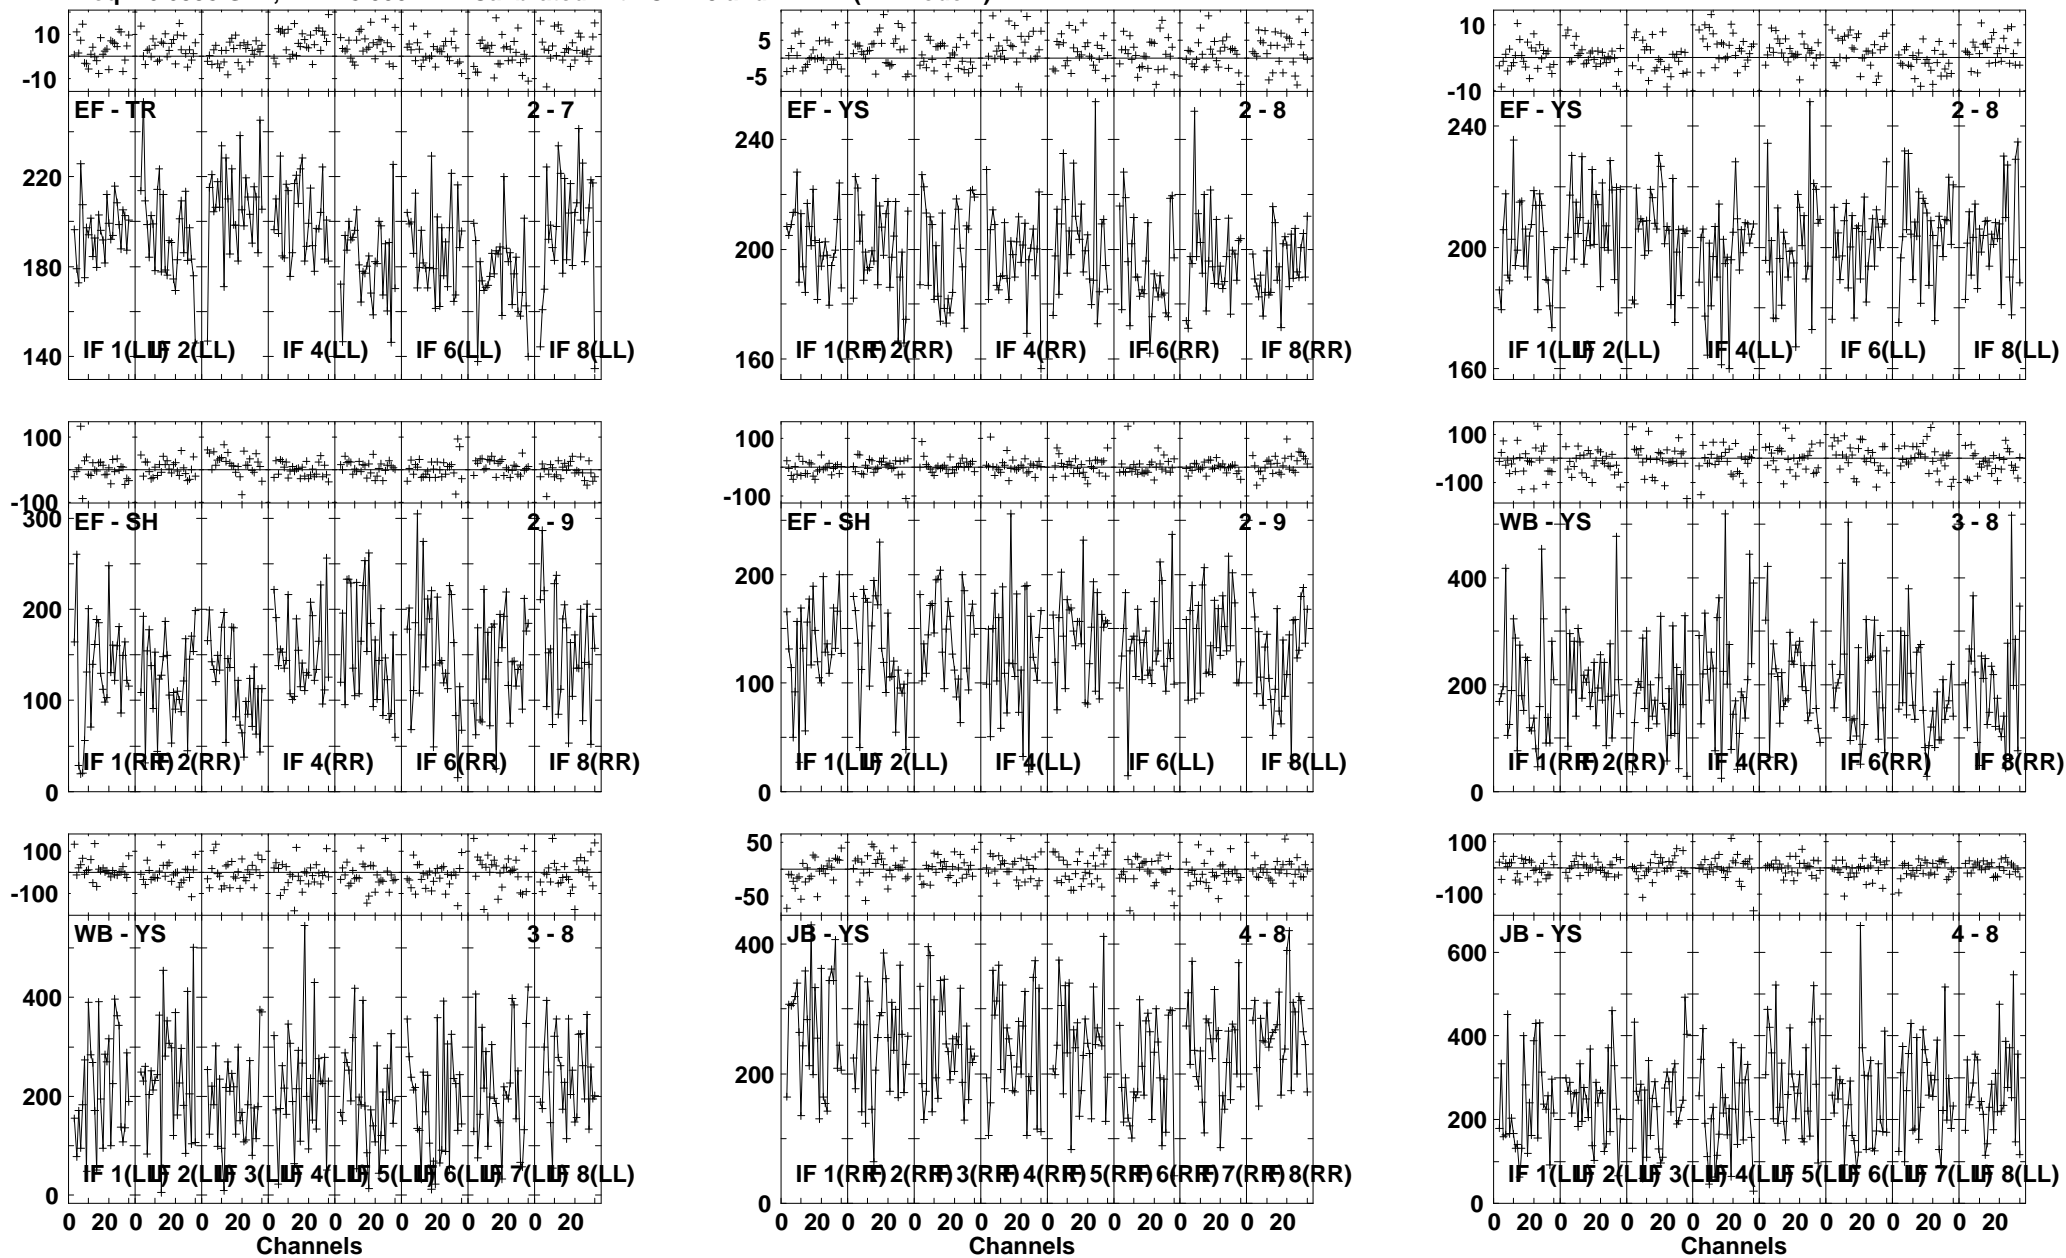 10
-10
EF - TR 2 - 7
220
180
140
IF 1(LL) IF 2(LL) IF 4(LL) IF 6(LL) IF 8(LL)
5
-5
EF - YS 2 - 8
240
200
160
IF 1(RR) IF 2(RR) IF 4(RR) IF 6(RR) IF 8(RR)
10
-10
EF - YS 2 - 8
240
200
160
IF 1(LL) IF 2(LL) IF 4(LL) IF 6(LL) IF 8(LL)
100
-100
EF - SH 2 - 9
300
200
100
0
IF 1(RR) IF 2(RR) IF 4(RR) IF 6(RR) IF 8(RR)
100
-100
EF - SH 2 - 9
200
100
0
IF 1(LL) IF 2(LL) IF 4(LL) IF 6(LL) IF 8(LL)
100
-100
WB - YS 3 - 8
400
200
0
IF 1(RR) IF 2(RR) IF 4(RR) IF 6(RR) IF 8(RR)
100
-100
WB - YS 3 - 8
400
200
0
IF 1(LL) IF 2(LL) IF 3(LL) IF 4(LL) IF 5(LL) IF 6(LL) IF 7(LL) IF 8(LL)
0 20 0 20 0 20 0 20 0 20 0 20 0 20 0 20
Channels
50
-50
JB - YS 4 - 8
400
200
0
IF 1(RR) IF 2(RR) IF 3(RR) IF 4(RR) IF 5(RR) IF 6(RR) IF 7(RR) IF 8(RR)
0 20 0 20 0 20 0 20 0 20 0 20 0 20 0 20
Channels
100
-100
JB - YS 4 - 8
600
400
200
0
IF 1(LL) IF 2(LL) IF 3(LL) IF 4(LL) IF 5(LL) IF 6(LL) IF 7(LL) IF 8(LL)
0 20 0 20 0 20 0 20 0 20 0 20 0 20 0 20
Channels